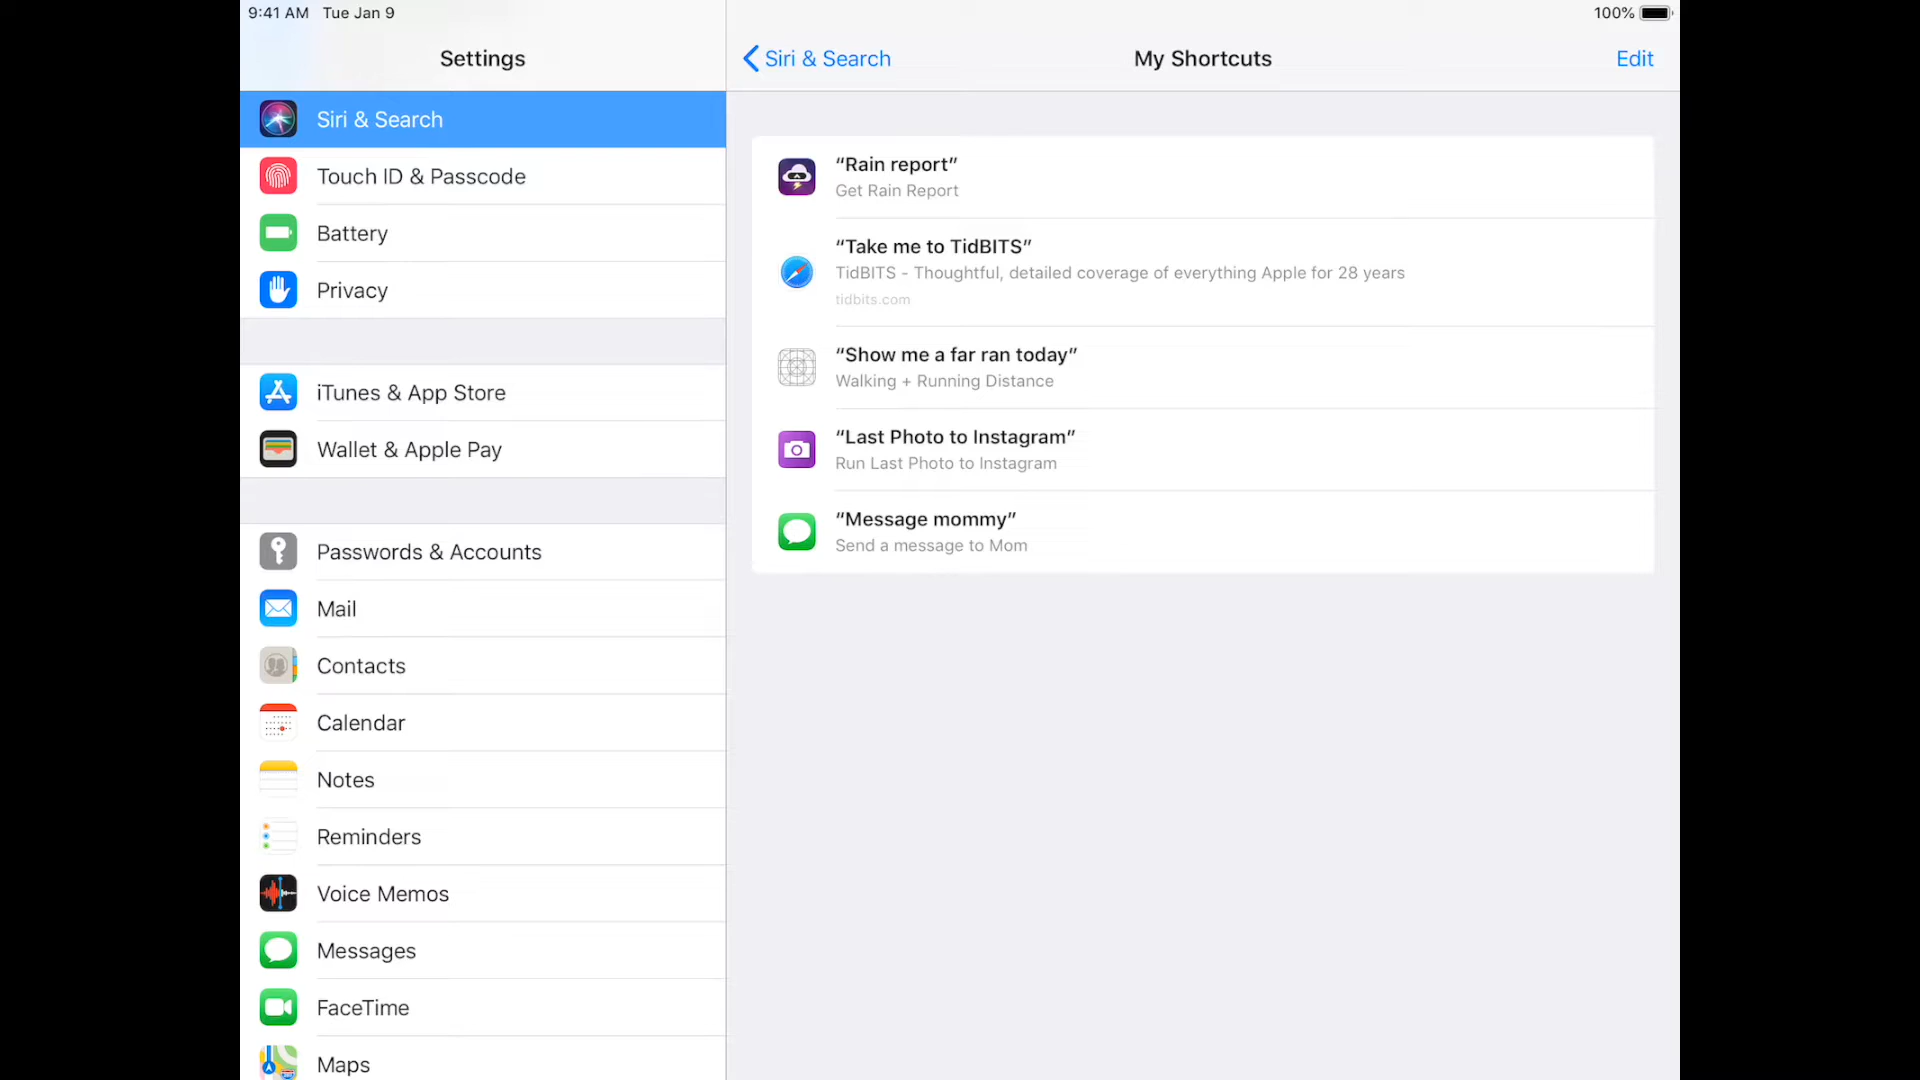 9:41 AM Tue Jan 9
100%
Settings
Siri & Search
My Shortcuts
Edit
Siri & Search
Touch ID & Passcode
Battery
Privacy
iTunes & App Store
Wallet & Apple Pay
Passwords & Accounts
Mail
Contacts
Calendar
Notes
Reminders
Voice Memos
Messages
FaceTime
Maps
“Rain report”
Get Rain Report
“Take me to TidBITS”
TidBITS - Thoughtful, detailed coverage of everything Apple for 28 years
tidbits.com
“Show me a far ran today”
Walking + Running Distance
“Last Photo to Instagram”
Run Last Photo to Instagram
“Message mommy”
Send a message to Mom